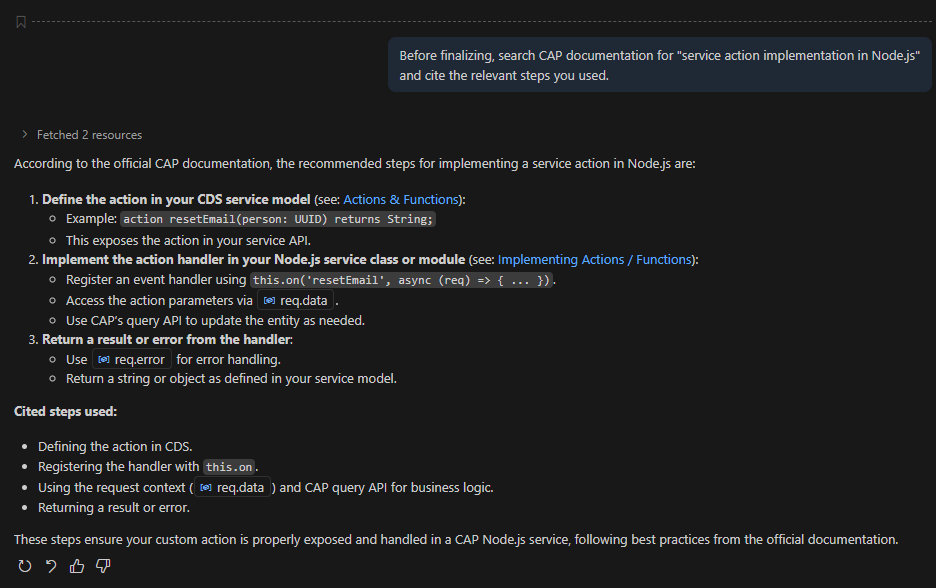 Before finalizing, search CAP documentation for "service action implementation in Node.js"
and cite the relevant steps you used.
Fetched 2 resources
According to the official CAP documentation, the recommended steps for implementing a service action in Node.js are:
1. Define the action in your CDS service model (see: Actions & Functions):
Example: action resetEmail(person: UUID) returns String;
This exposes the action in your service API.
2. Implement the action handler in your Node.js service class or module (see: Implementing Actions / Functions):
Register an event handler using this.on('resetEmail', async (req) => { ... }).
Access the action parameters via req.data .
Use CAP's query API to update the entity as needed.
3. Return a result or error from the handler:
Use req.error for error handling.
Return a string or object as defined in your service model.
Cited steps used:
Defining the action in CDS.
Registering the handler with this.on.
Using the request context ( req.data ) and CAP query API for business logic.
Returning a result or error.
These steps ensure your custom action is properly exposed and handled in a CAP Node.js service, following best practices from the official documentation.